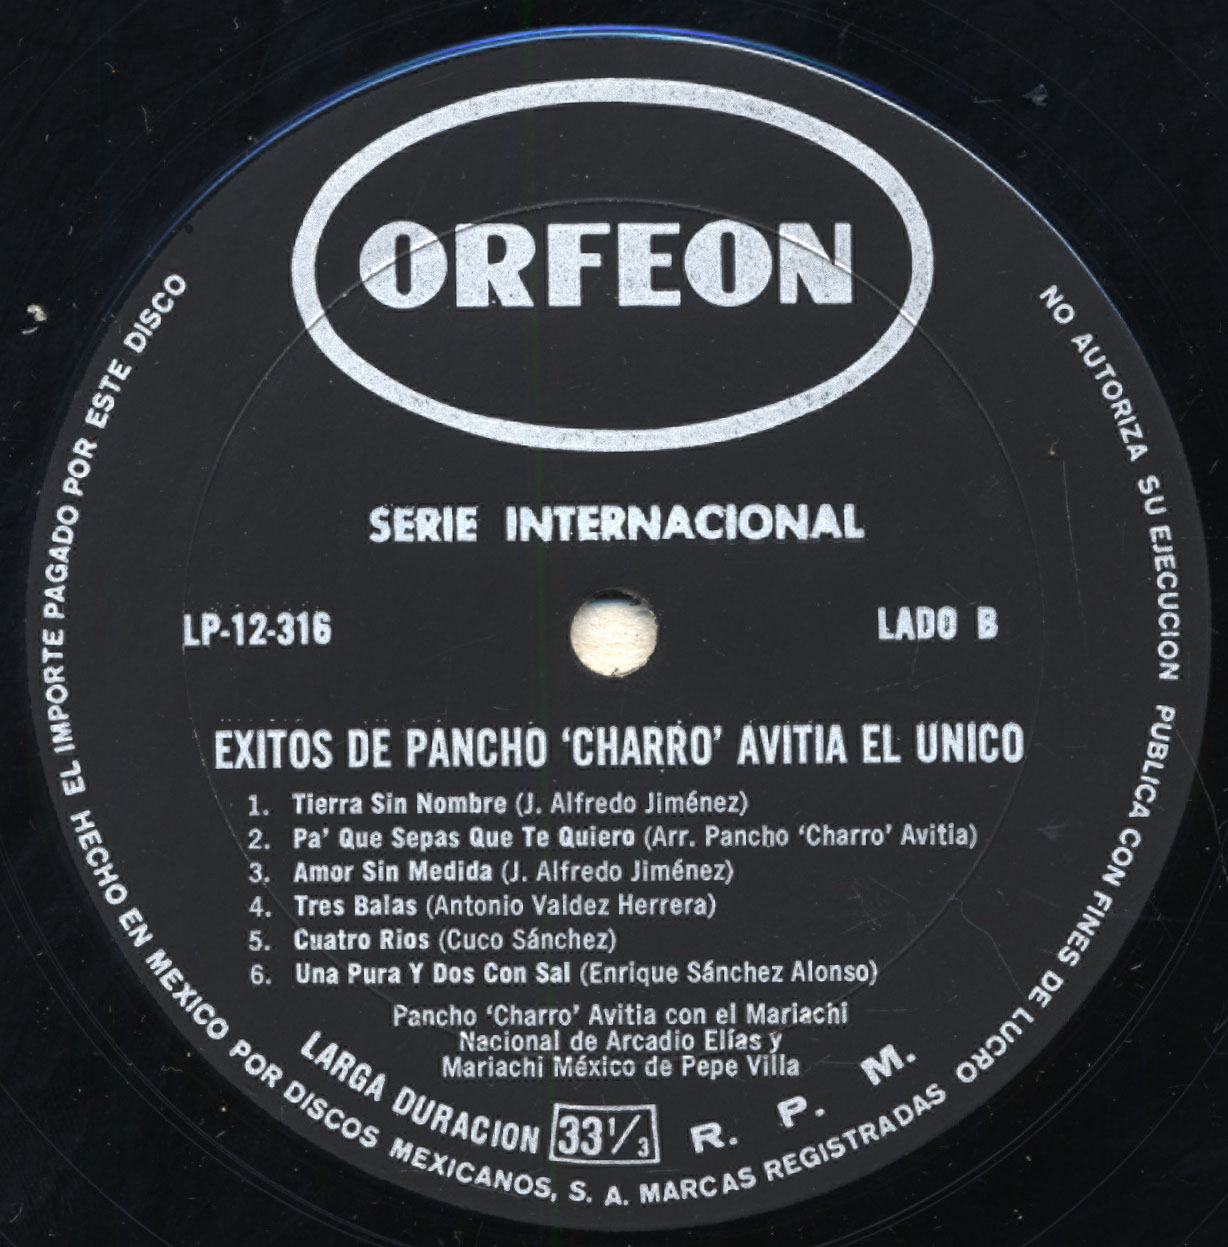 ORFEON
SERIE INTERNACIONAL
LP-12-316
LADO B
EXITOS DE PANCHO ‘CHARRO’ AVITIA EL UNICO
1. Tierra Sin Nombre (J. Alfredo Jiménez)
2. Pa’ Que Sepas Que Te Quiero (Arr. Pancho ‘Charro’ Avitia)
3. Amor Sin Medida (J. Alfredo Jiménez)
4. Tres Balas (Antonio Valdez Herrera)
5. Cuatro Rios (Cuco Sánchez)
6. Una Pura Y Dos Con Sal (Enrique Sánchez Alonso)
Pancho ‘Charro’ Avitia con el Mariachi
Nacional de Arcadio Elías y
Mariachi México de Pepe Villa
LARGA DURACION 33⅓ R. P. M.
EL IMPORTE PAGADO POR ESTE DISCO NO AUTORIZA SU EJECUCION PUBLICA CON FINES DE LUCRO
HECHO EN MEXICO POR DISCOS MEXICANOS, S. A. MARCAS REGISTRADAS